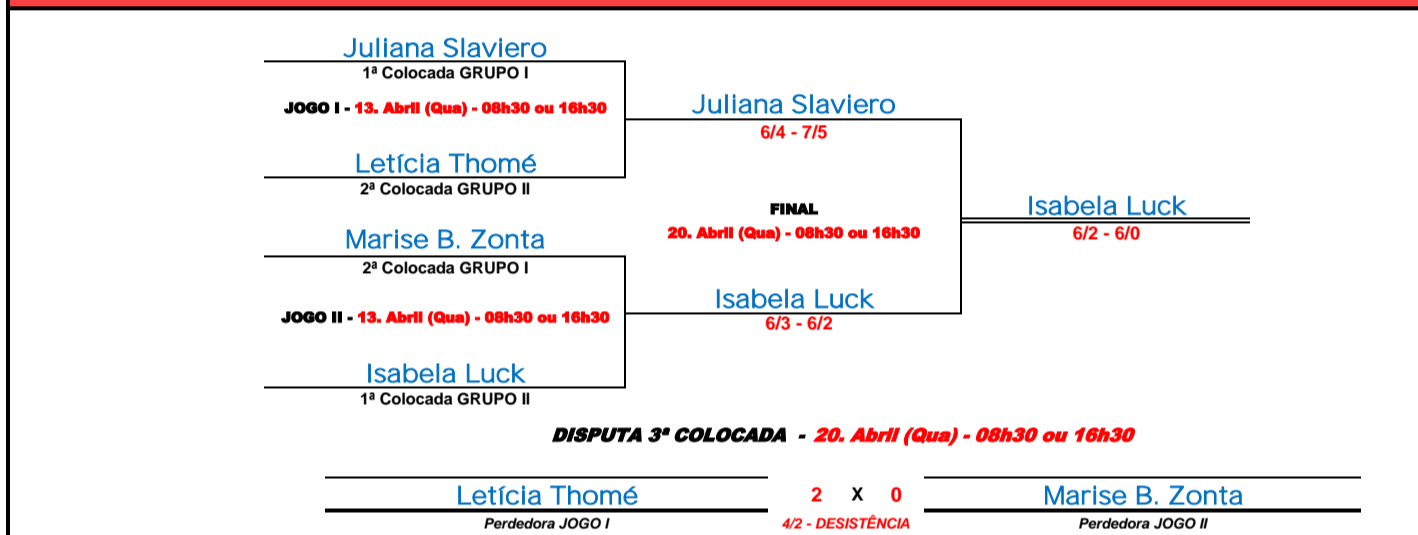 Juliana Slaviero
1ª Colocada GRUPO I
JOGO I - 13. Abril (Qua) - 08h30 ou 16h30
Letícia Thomé
2ª Colocada GRUPO II
Juliana Slaviero
6/4 - 7/5
FINAL
20. Abril (Qua) - 08h30 ou 16h30
Isabela Luck
6/2 - 6/0
Marise B. Zonta
2ª Colocada GRUPO I
JOGO II - 13. Abril (Qua) - 08h30 ou 16h30
Isabela Luck
1ª Colocada GRUPO II
Isabela Luck
6/3 - 6/2
DISPUTA 3ª COLOCADA - 20. Abril (Qua) - 08h30 ou 16h30
Letícia Thomé 2 X 0 Marise B. Zonta
Perdedora JOGO I 4/2 - DESISTÊNCIA Perdedora JOGO II